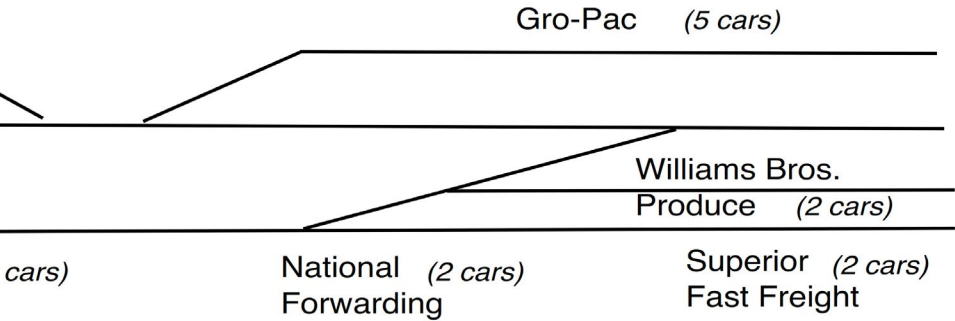 Gro-Pac (5 cars)
Williams Bros.
Produce (2 cars)
cars)
National (2 cars)
Forwarding
Superior (2 cars)
Fast Freight